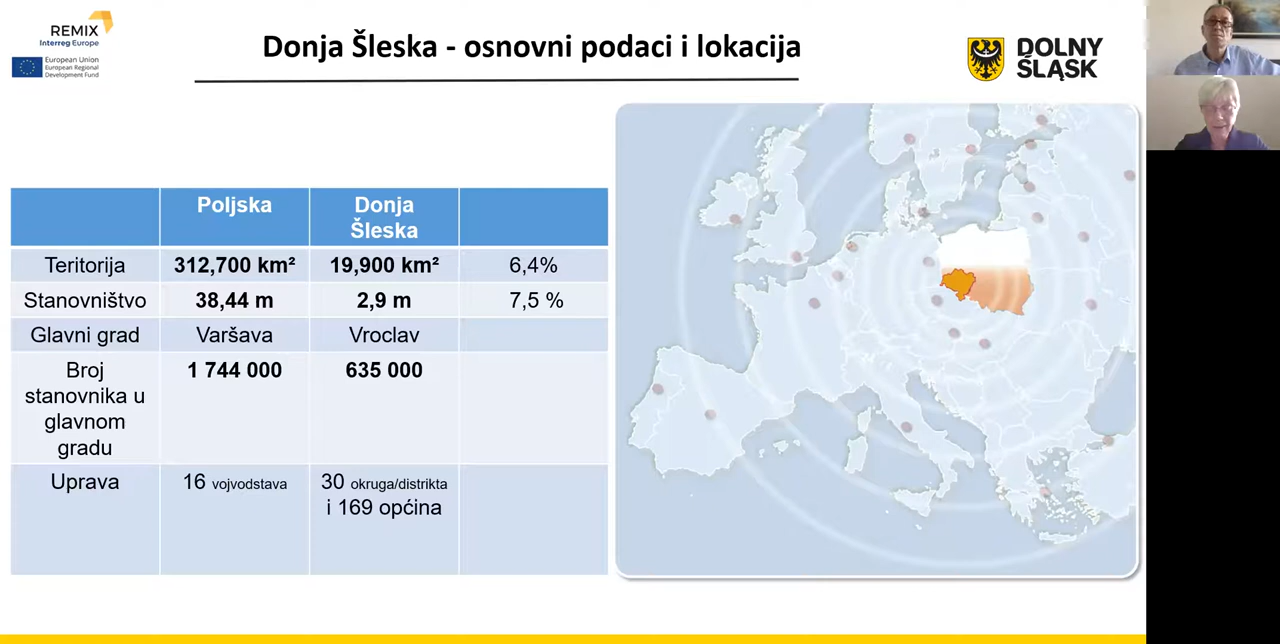 REMIX
Interreg Europe
European Union
European Regional
Development Fund
Donja Šleska - osnovni podaci i lokacija
DOLNY
ŚLĄSK
Poljska
Donja
Šleska
Teritorija 312,700 km² 19,900 km² 6,4%
Stanovništvo 38,44 m 2,9 m 7,5 %
Glavni grad Varšava Vroclav
Broj
stanovnika u
glavnom
gradu
1 744 000 635 000
Uprava 16 vojvodstava 30 okruga/distrikta
i 169 općina